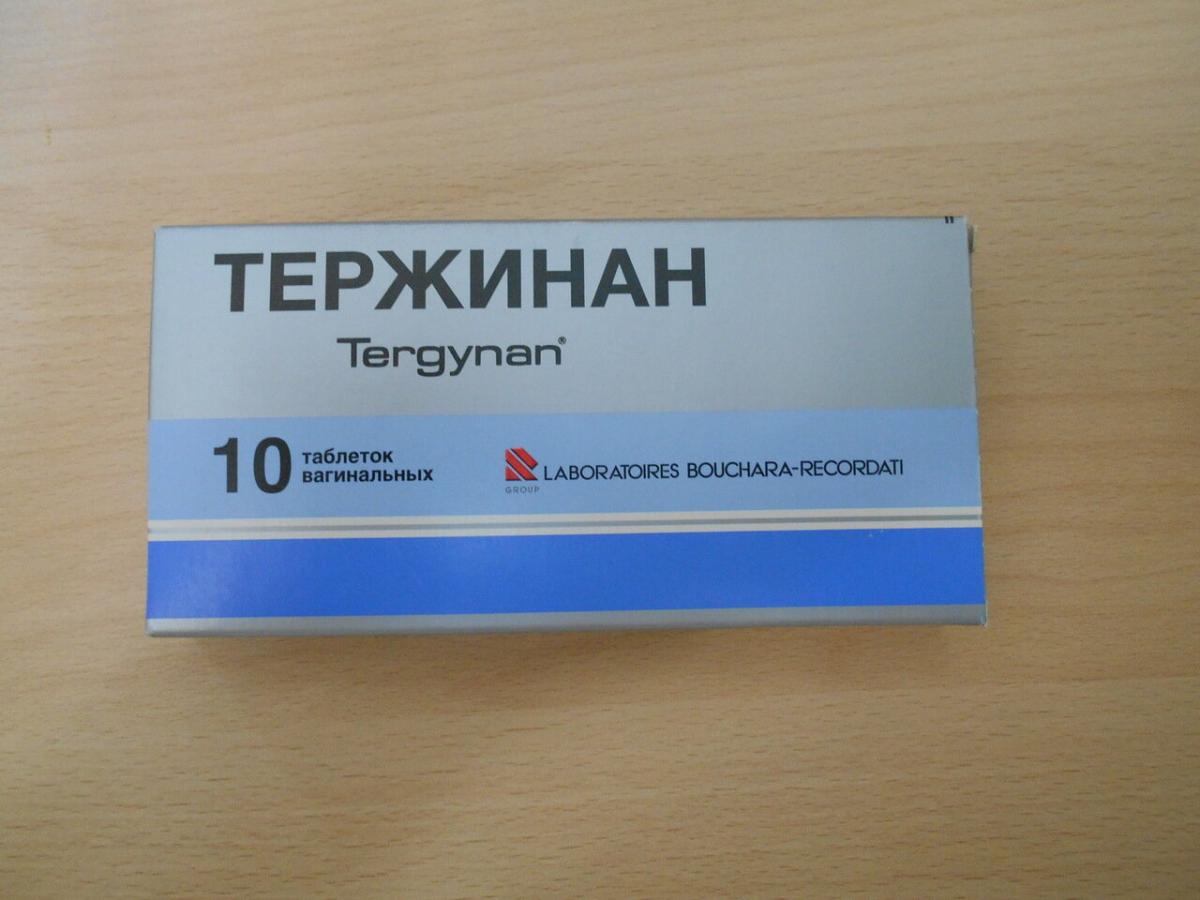 ТЕРЖИНАН
Tergynan®
10 таблеток
вагинальных
GROUP
LABORATOIRES BOUCHARA-RECORDATI